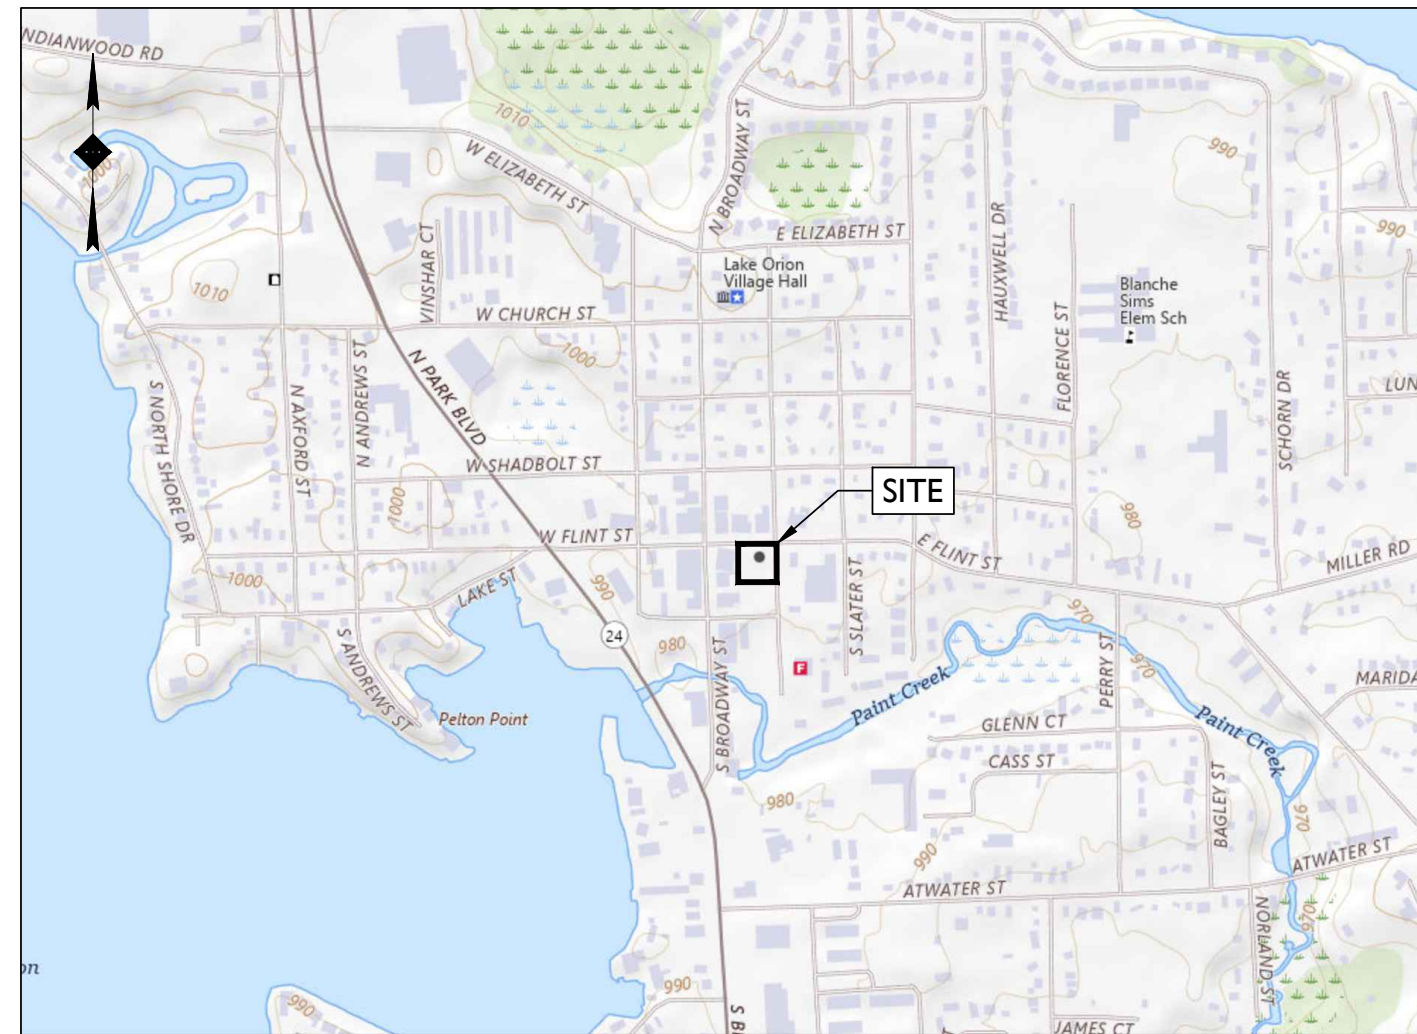 NDIANWOOD RD
1010
W ELIZABETH ST
N BROADWAY ST
990
1000
E ELIZABETH ST
HAUXWELL DR
990
VINSHAR CT
Lake Orion
Village Hall
Blanche
Sims
Elem Sch
1010
W CHURCH ST
FLORENCE ST
1000
N PARK BLVD
N ANDREWS ST
N AXFORD ST
S NORTH SHORE DR
LUN
SCHORN DR
W SHADBOLT ST
SITE
1000
980
W FLINT ST
E FLINT ST
MILLER RD
1000
LAKE ST
990
S SLATER ST
970
24
980
F
S ANDREWS ST
S BROADWAY ST
PERRY ST
970
MARIDA
Paint Creek
Pelton Point
GLENN CT
Paint Creek
CASS ST
980
BAGLEY ST
970
990
ATWATER ST
ATWATER ST
NORLAND ST
970
on
990
990
S BI
JAMES CT